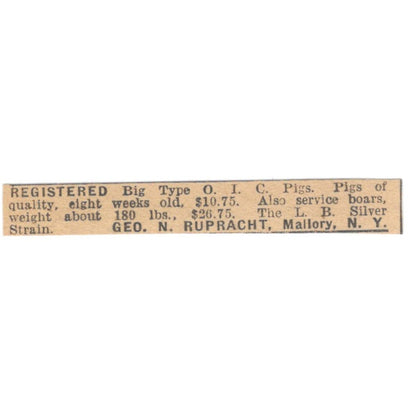 REGISTERED Big Type O. I. C. Pigs. Pigs of
quality, eight weeks old, $10.75. Also service boars,
weight about 180 lbs., $26.75. The L. B. Silver
Strain. GEO. N. RUPRACHT, Mallory, N. Y.